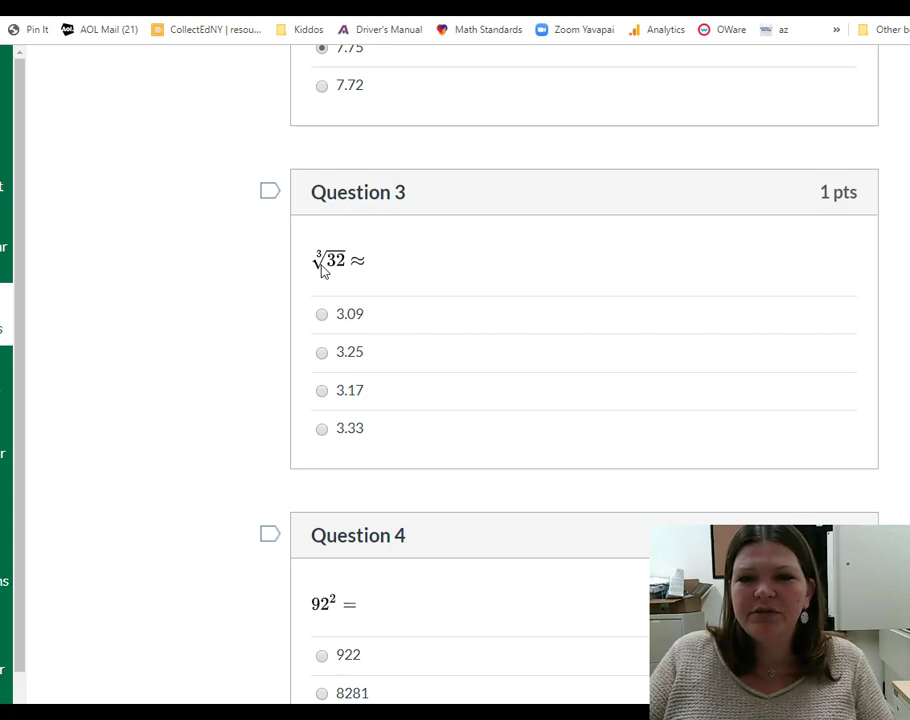 Pin It AOL Mail (21) CollectEdNY | resou... Kiddos Driver's Manual Math Standards Zoom Yavapai Analytics OWare az » Other b
7.75
7.72
Question 3 1 pts
∛32 ≈
3.09
3.25
3.17
3.33
Question 4
92² =
922
8281
t
ar
s
r
ns
r